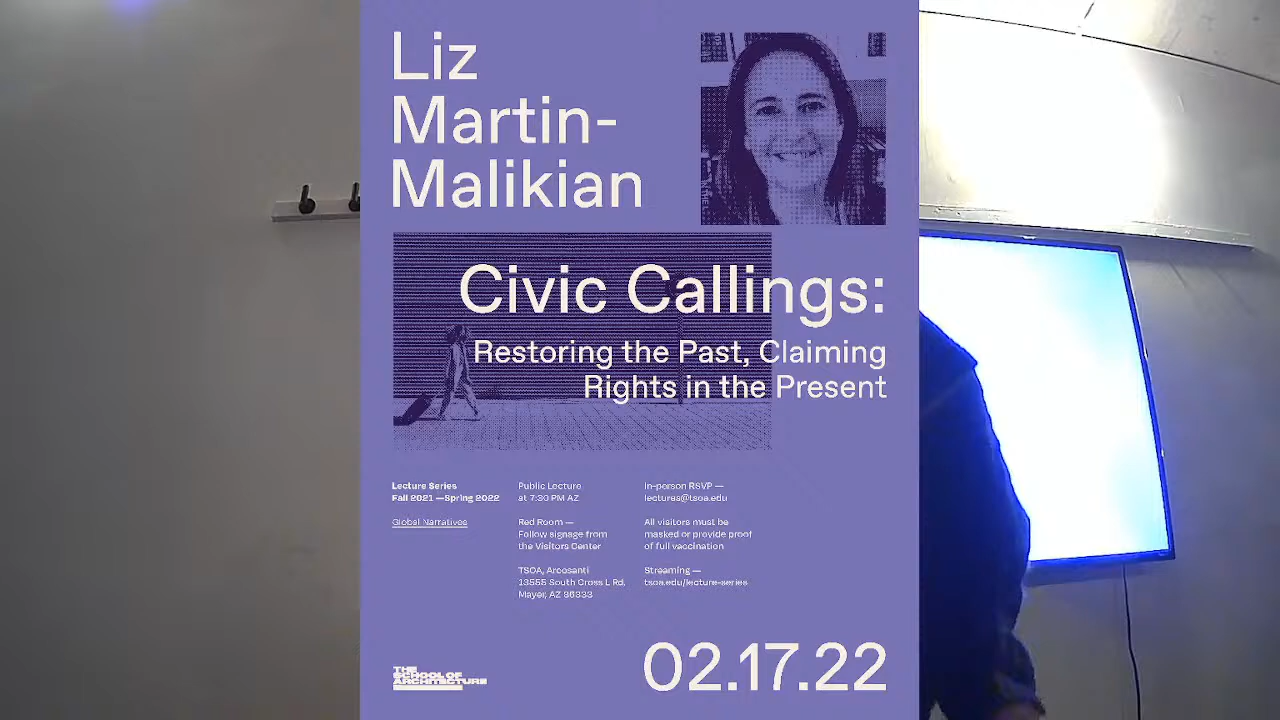 Liz
Martin-
Malikian
Civic Callings:
Restoring the Past, Claiming
Rights in the Present
Lecture Series
Fall 2021 —Spring 2022
Global Narratives
Public Lecture
at 7:30 PM AZ
Red Room —
Follow signage from
the Visitors Center
TSOA, Arcosanti
13555 South Cross L Rd,
Mayer, AZ 86333
In-person RSVP —
lectures@tsoa.edu
All visitors must be
masked or provide proof
of full vaccination
Streaming —
tsoa.edu/lecture-series
THE
SCHOOL OF
ARCHITECTURE
02.17.22